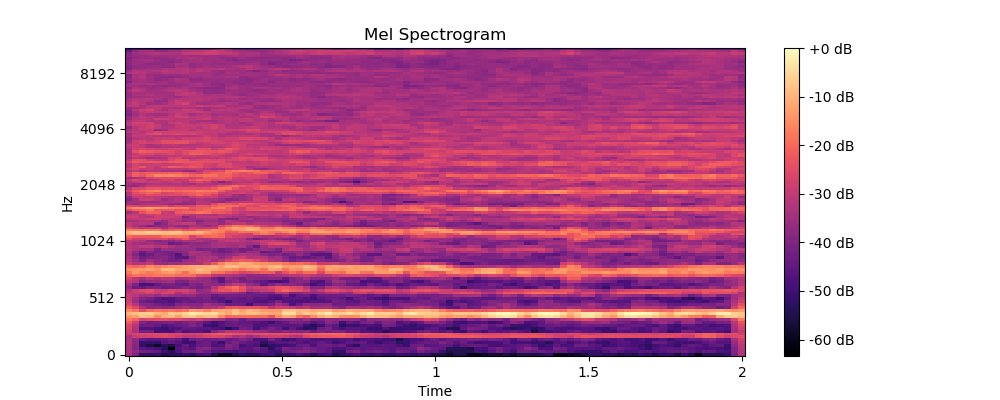 Mel Spectrogram
+0 dB
8192
-10 dB
4096
-20 dB
2048
-30 dB
Hz
1024
-40 dB
512
-50 dB
0
-60 dB
0 0.5 1 1.5 2
Time